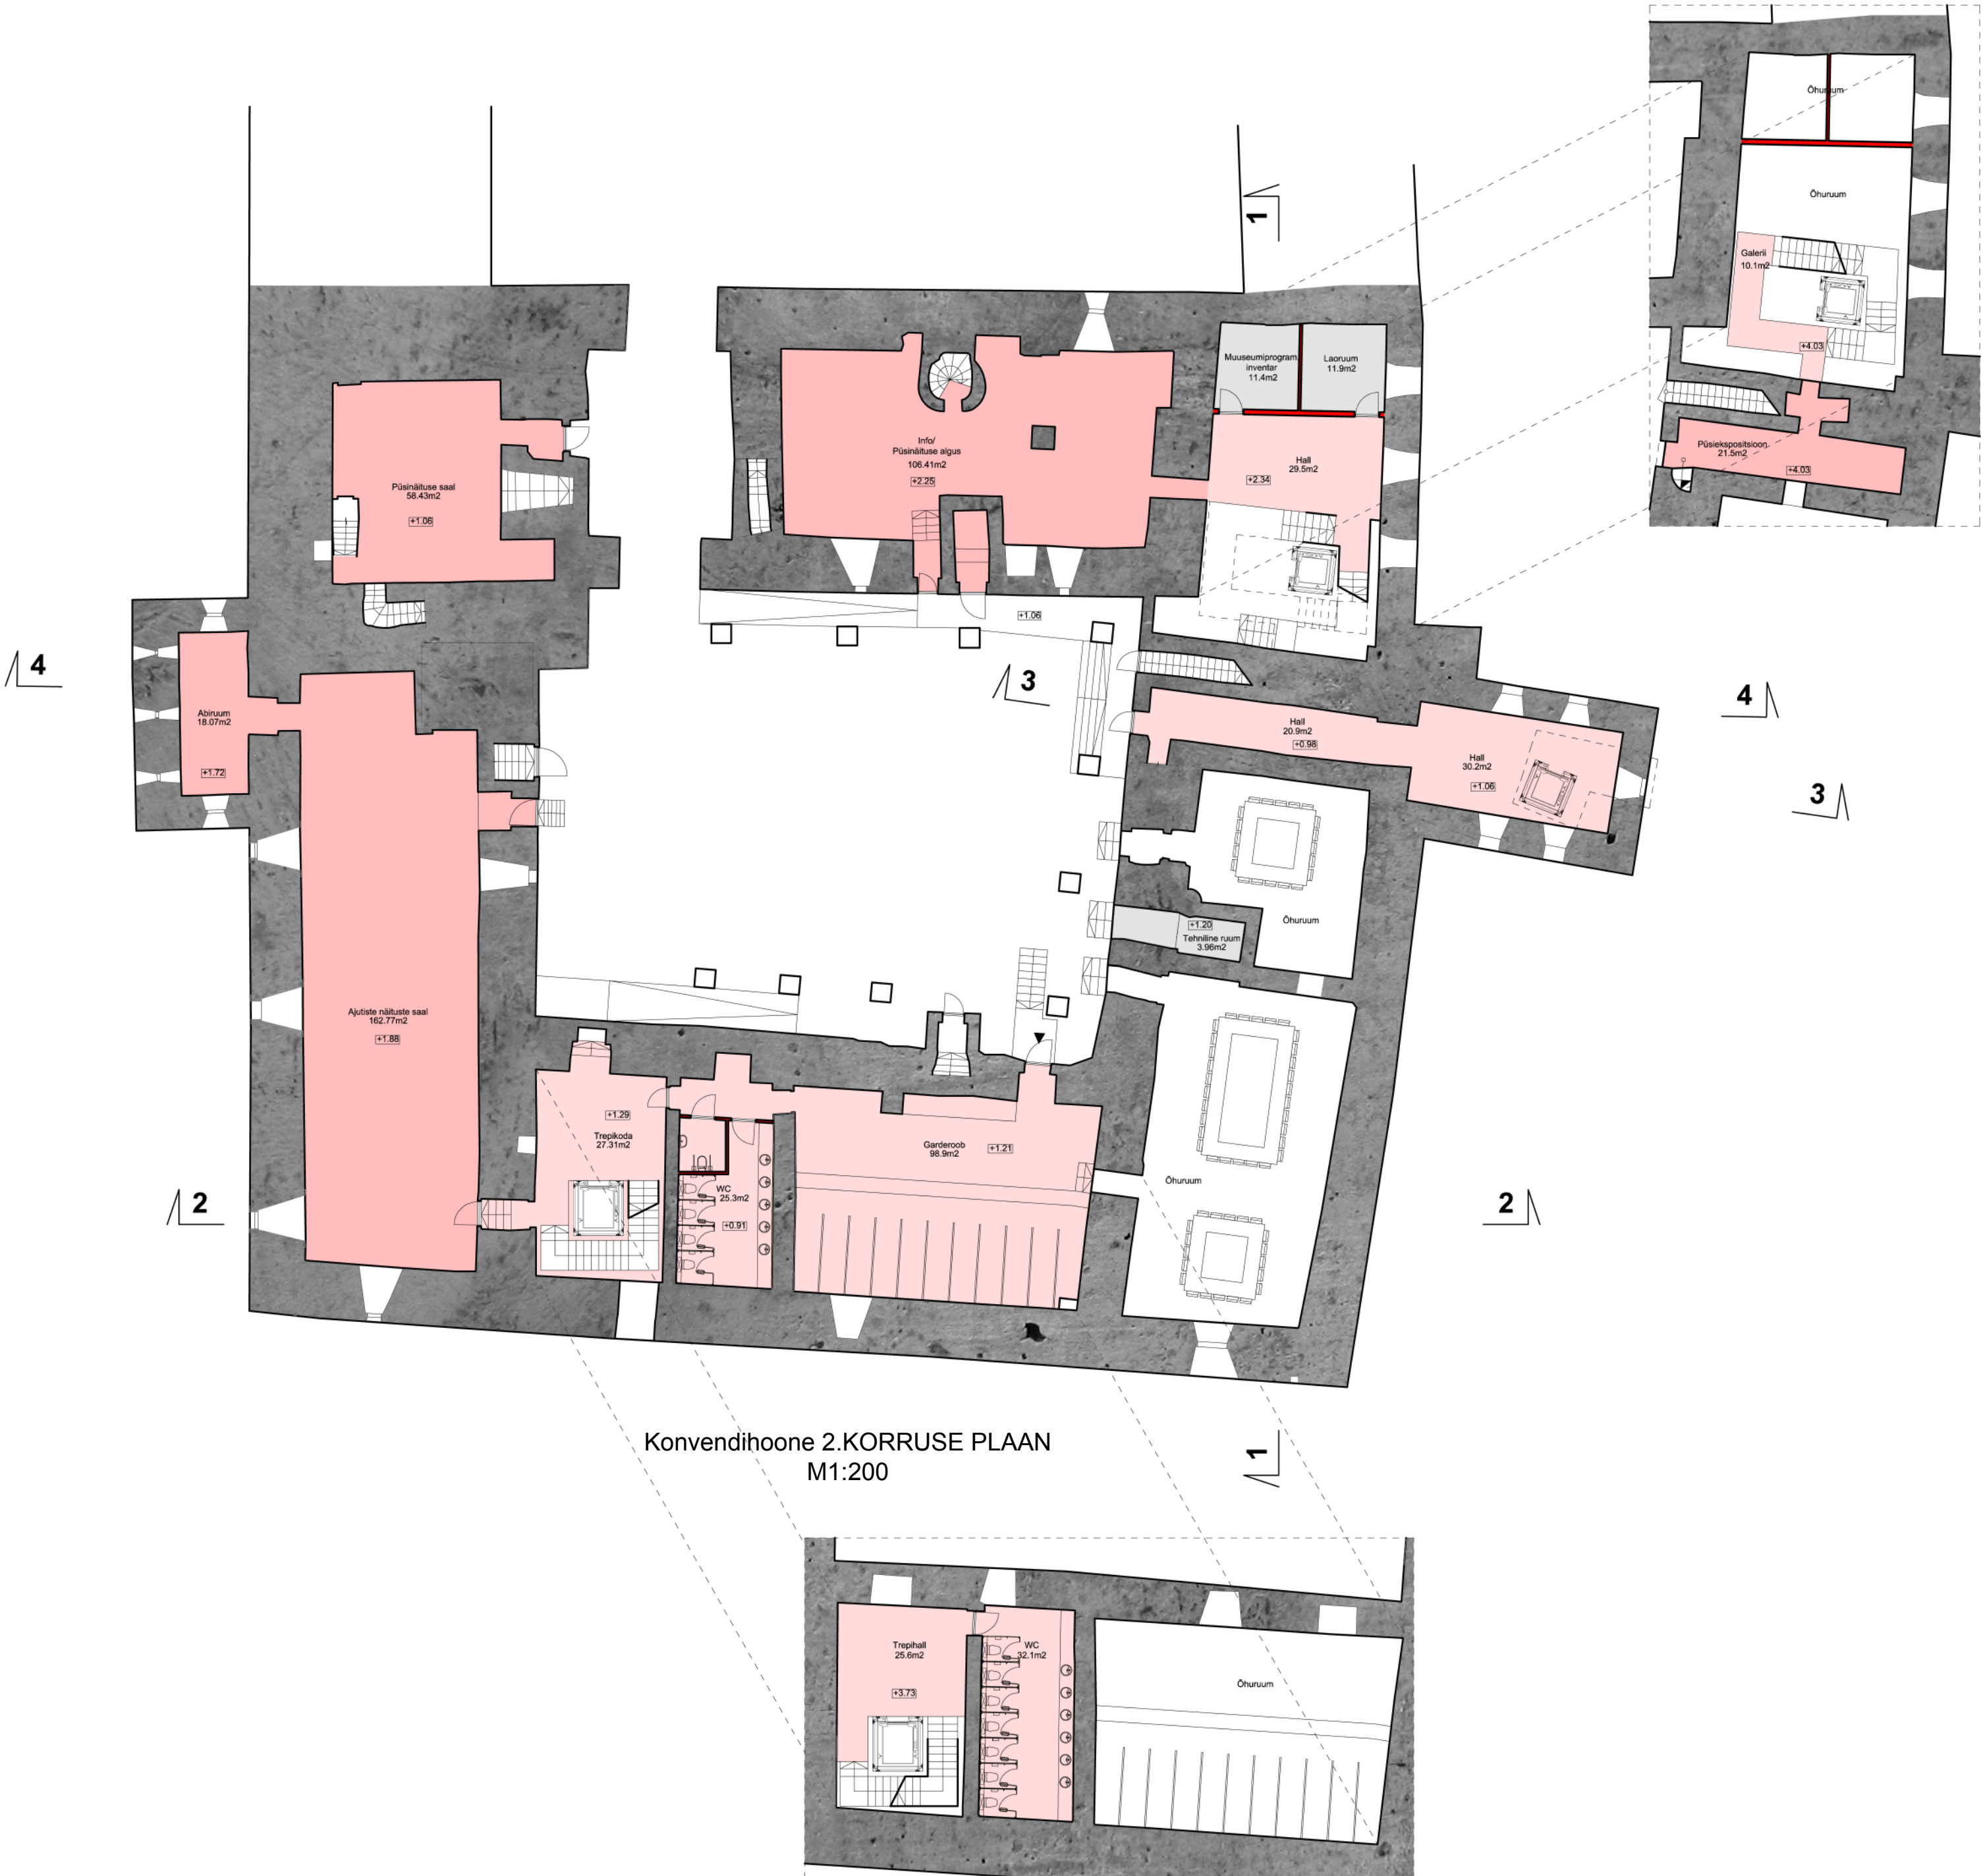 Õhuruum
Õhuruum
Galerii
10.1m2
+4.03
Püsiekspositsioon
21.5m2
+4.03
1
Muuseumiprogram.
inventar
11.4m2
Laoruum
11.9m2
Info/
Püsinäituse algus
106.41m2
+2.25
Hall
29.5m2
+2.34
Püsinäituse saal
58.43m2
+1.06
+1.06
4
3
4
Abiruum
18.07m2
+1.72
Hall
20.9m2
+0.98
Hall
30.2m2
+1.06
3
Õhuruum
+1.20
Tehniline ruum
3.96m2
Ajutiste näituste saal
162.77m2
+1.88
+1.29
Trepikoda
27.31m2
Garderoob
98.9m2
+1.21
WC
25.3m2
+0.91
Õhuruum
2
2
Konvendihoone 2.KORRUSE PLAAN
M1:200
1
Trepihall
25.6m2
+3.73
WC
32.1m2
Õhuruum